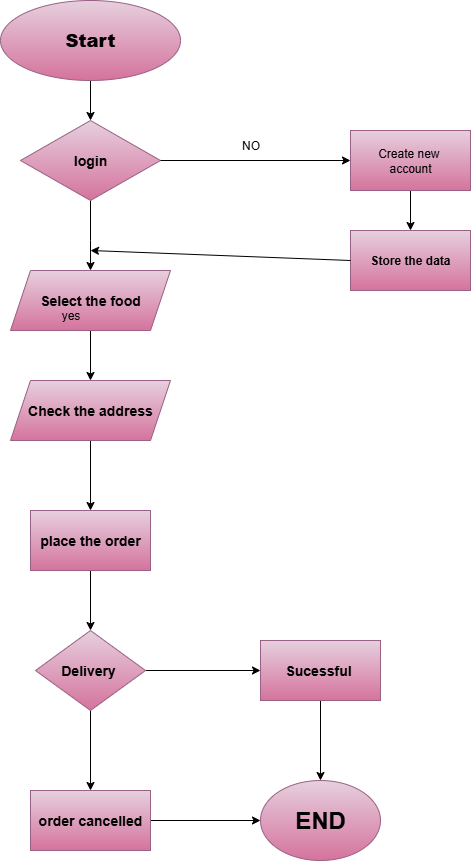 Start
login
NO
Create new
account
Store the data
Select the food
yes
Check the address
place the order
Delivery
Sucessful
order cancelled
END